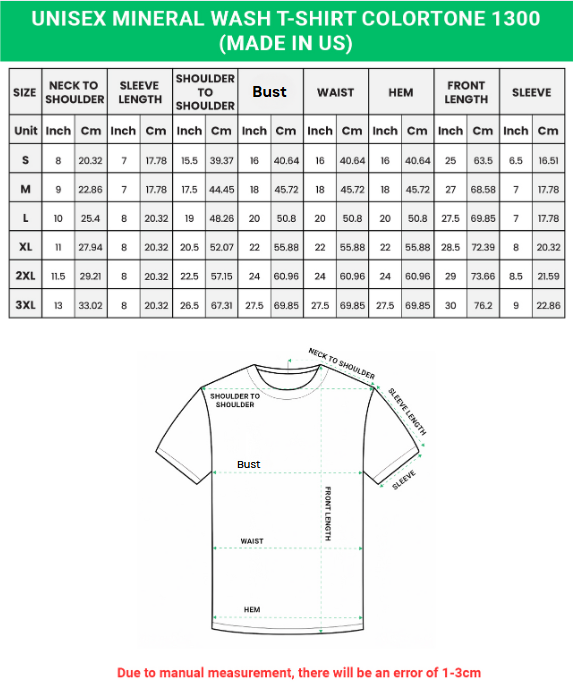 UNISEX MINERAL WASH T-SHIRT COLORTONE 1300
(MADE IN US)
SIZE NECK TO SHOULDER SLEEVE LENGTH SHOULDER TO SHOULDER Bust WAIST HEM FRONT LENGTH SLEEVE
Unit Inch Cm Inch Cm Inch Cm Inch Cm Inch Cm Inch Cm Inch Cm Inch Cm
S 8 20.32 7 17.78 15.5 39.37 16 40.64 16 40.64 16 40.64 25 63.5 6.5 16.51
M 9 22.86 7 17.78 17.5 44.45 18 45.72 18 45.72 18 45.72 27 68.58 7 17.78
L 10 25.4 8 20.32 19 48.26 20 50.8 20 50.8 20 50.8 27.5 69.85 7 17.78
XL 11 27.94 8 20.32 20.5 52.07 22 55.88 22 55.88 22 55.88 28.5 72.39 8 20.32
2XL 11.5 29.21 8 20.32 22.5 57.15 24 60.96 24 60.96 24 60.96 29 73.66 8.5 21.59
3XL 13 33.02 8 20.32 26.5 67.31 27.5 69.85 27.5 69.85 27.5 69.85 30 76.2 9 22.86
NECK TO SHOULDER
SHOULDER TO
SHOULDER
SLEEVE LENGTH
Bust
SLEEVE
FRONT LENGTH
WAIST
HEM
Due to manual measurement, there will be an error of 1-3cm